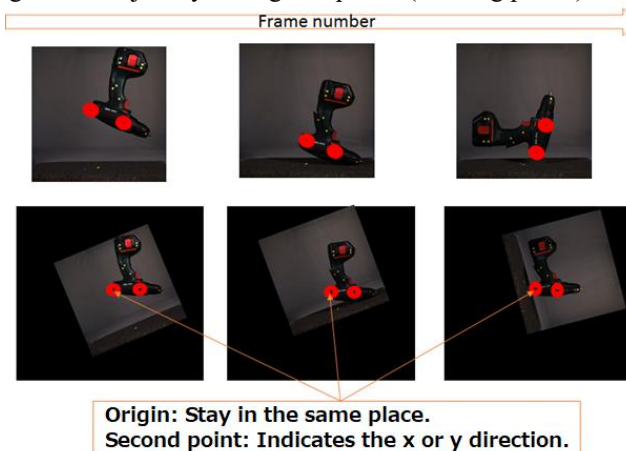 Frame number
Origin: Stay in the same place.
Second point: Indicates the x or y direction.